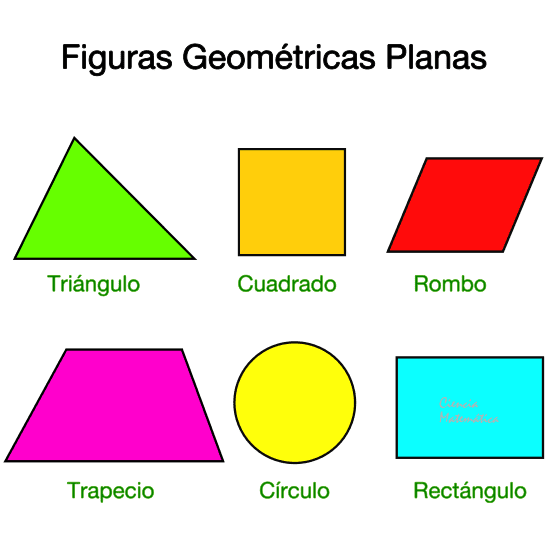 Figuras Geométricas Planas
Triángulo
Cuadrado
Rombo
Trapecio
Círculo
Rectángulo